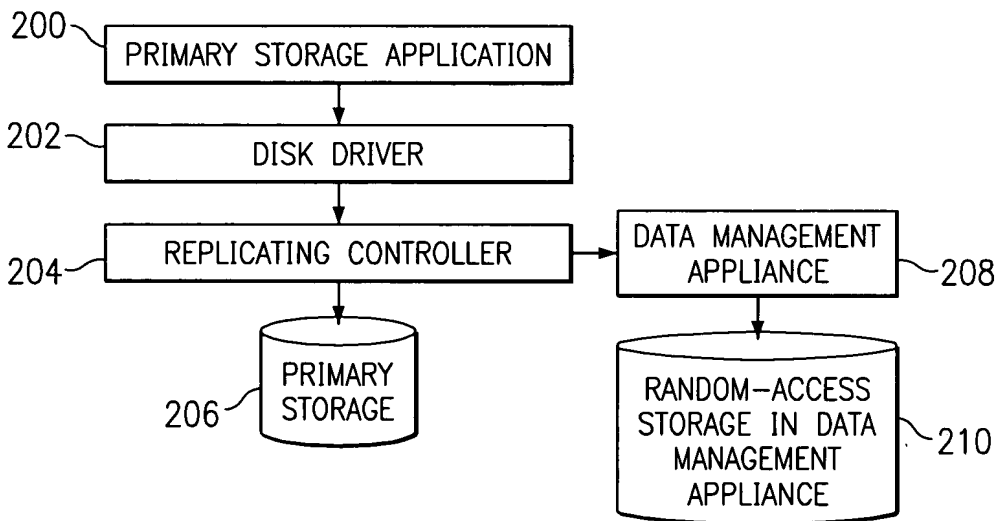 200
PRIMARY STORAGE APPLICATION
202
DISK DRIVER
204
REPLICATING CONTROLLER
DATA MANAGEMENT
APPLIANCE
208
206
PRIMARY
STORAGE
RANDOM-ACCESS
STORAGE IN DATA
MANAGEMENT
APPLIANCE
210